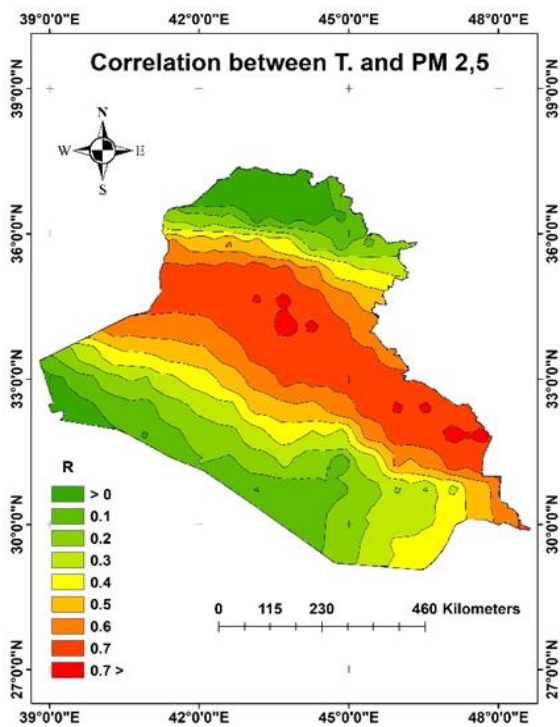 39°0'0"E 42°0'0"E 45°0'0"E 48°0'0"E
Correlation between T. and PM 2,5
39°0'0"N
39°0'0"N
N
W E
S
36°0'0"N
36°0'0"N
33°0'0"N
33°0'0"N
R
> 0
0.1
0.2
0.3
0.4
0.5
0.6
0.7
0.7 >
30°0'0"N
30°0'0"N
0 115 230 460 Kilometers
27°0'0"N
27°0'0"N
39°0'0"E 42°0'0"E 45°0'0"E 48°0'0"E